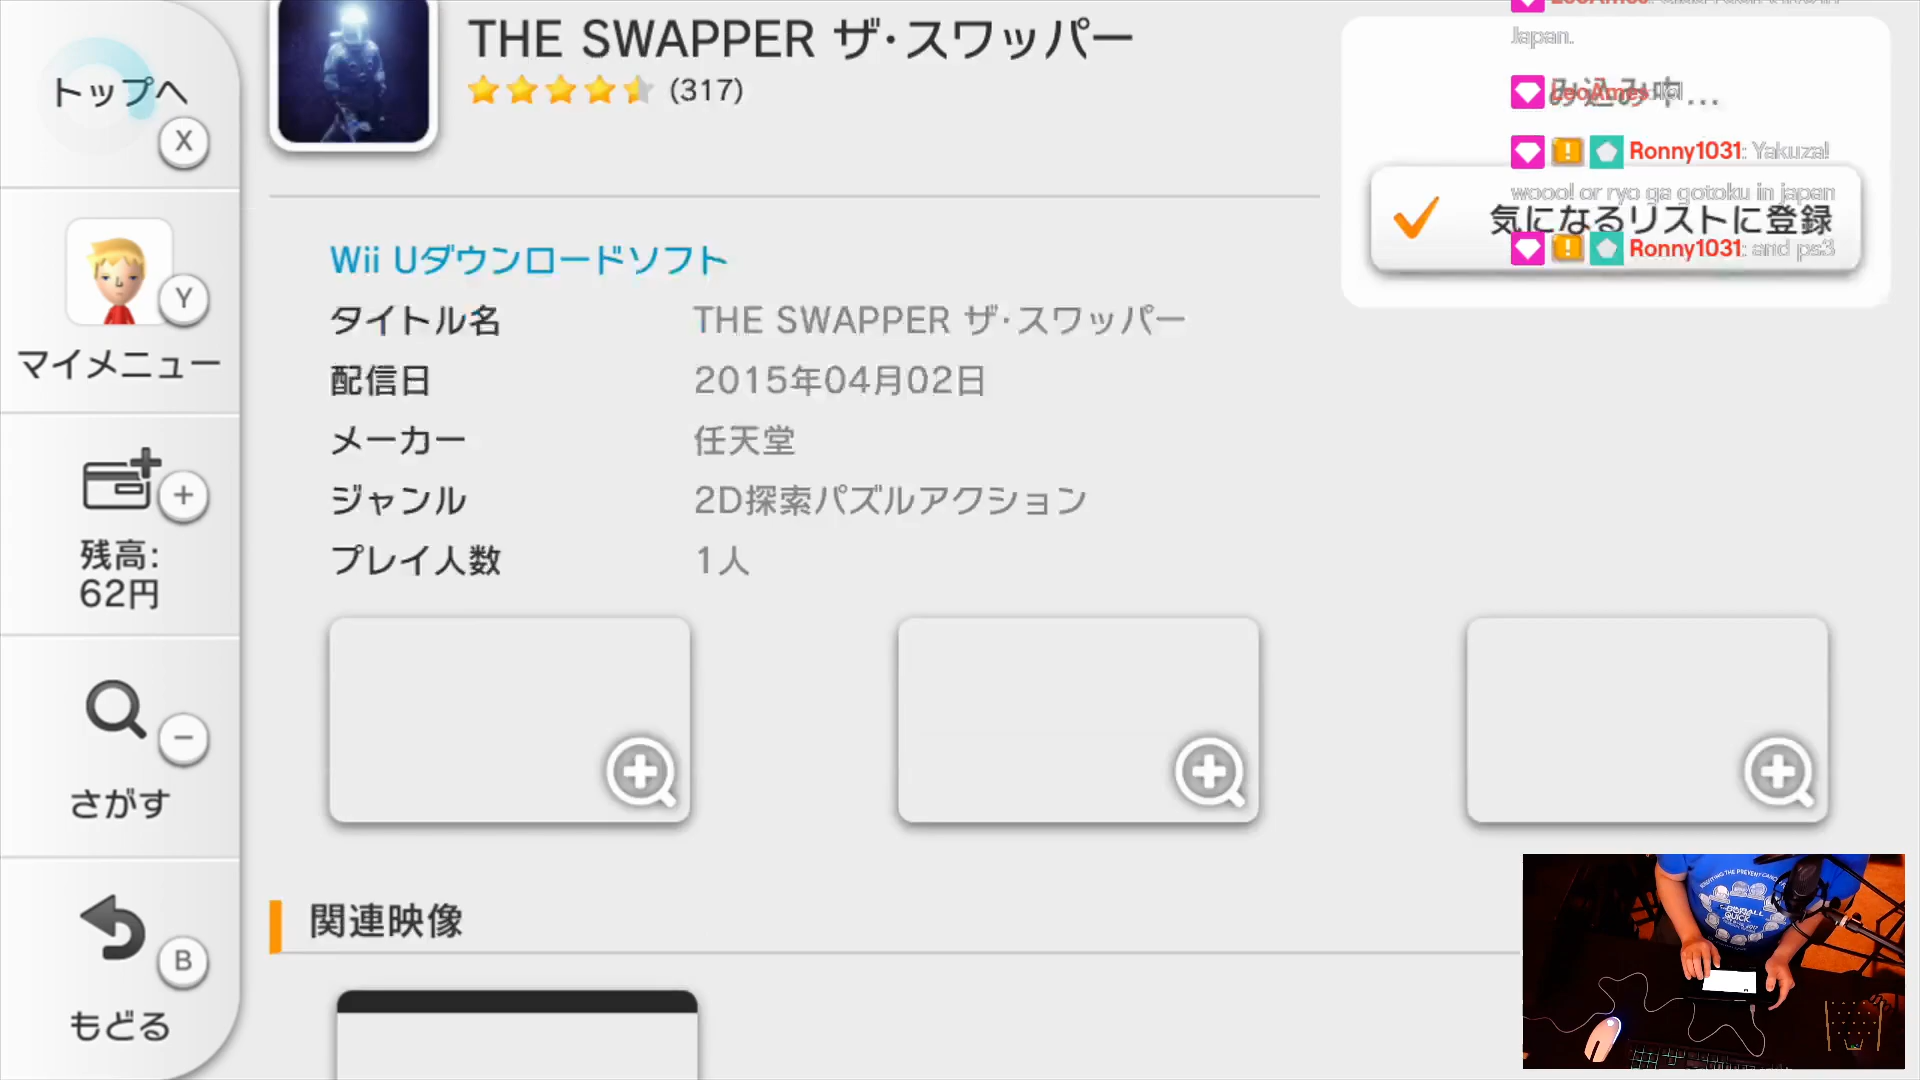 トップへ
X
Y
マイメニュー
+
残高:
62円
−
さがす
B
もどる
THE SWAPPER ザ・スワッパー
(317)
Wii Uダウンロードソフト
タイトル名 THE SWAPPER ザ・スワッパー
配信日 2015年04月02日
メーカー 任天堂
ジャンル 2D探索パズルアクション
プレイ人数 1人
関連映像
Japan.
み込み中...
LeoAmes: lol
Ronny1031: Yakuza!
wooo! or ryo ga gotoku in japan
気になるリストに登録
Ronny1031: and ps3